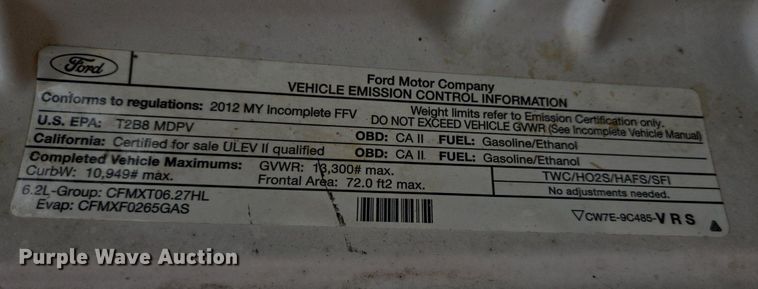 Ford
Ford Motor Company
VEHICLE EMISSION CONTROL INFORMATION
Conforms to regulations: 2012 MY Incomplete FFV
Weight limits refer to Emission Certification only.
U.S. EPA: T2B8 MDPV
DO NOT EXCEED VEHICLE GVWR (See Incomplete Vehicle Manual)
OBD: CA II FUEL: Gasoline/Ethanol
California: Certified for sale ULEV II qualified
OBD: CA II FUEL: Gasoline/Ethanol
Completed Vehicle Maximums: GVWR: 13,300# max.
CurbW: 10,949# max. Frontal Area: 72.0 ft2 max.
TWC/HO2S/HAFS/SFI
No adjustments needed.
6.2L-Group: CFMXT06.27HL
Evap: CFMXF0265GAS
CW7E-9C485-VRS
Purple Wave Auction